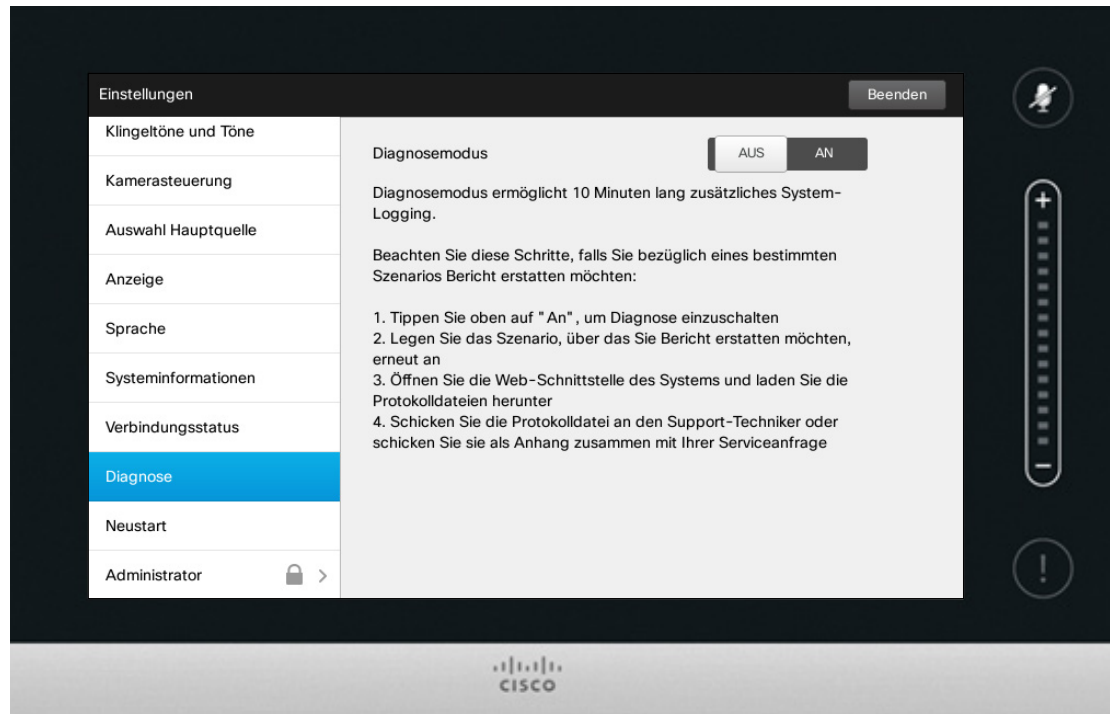 Einstellungen
Beenden
Klingeltöne und Töne
Kamerasteuerung
Auswahl Hauptquelle
Anzeige
Sprache
Systeminformationen
Verbindungsstatus
Diagnose
Neustart
Administrator
Diagnosemodus
AUS
AN
Diagnosemodus ermöglicht 10 Minuten lang zusätzliches System-
Logging.
Beachten Sie diese Schritte, falls Sie bezüglich eines bestimmten
Szenarios Bericht erstatten möchten:
1. Tippen Sie oben auf "An", um Diagnose einzuschalten
2. Legen Sie das Szenario, über das Sie Bericht erstatten möchten,
erneut an
3. Öffnen Sie die Web-Schnittstelle des Systems und laden Sie die
Protokolldateien herunter
4. Schicken Sie die Protokolldatei an den Support-Techniker oder
schicken Sie sie als Anhang zusammen mit Ihrer Serviceanfrage
+
−
!
CISCO